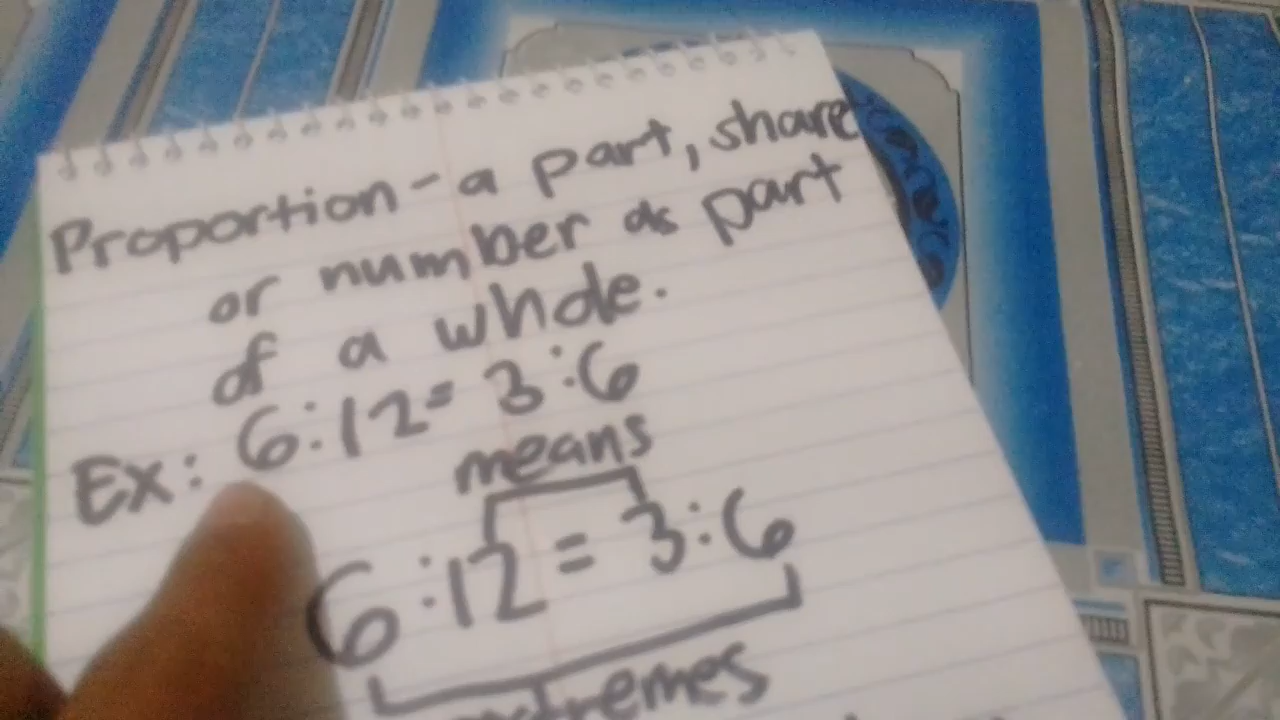 Proportion - a part, share
or number as part
of a whole.
Ex: 6:12 = 3:6
means
6:12 = 3:6
extremes